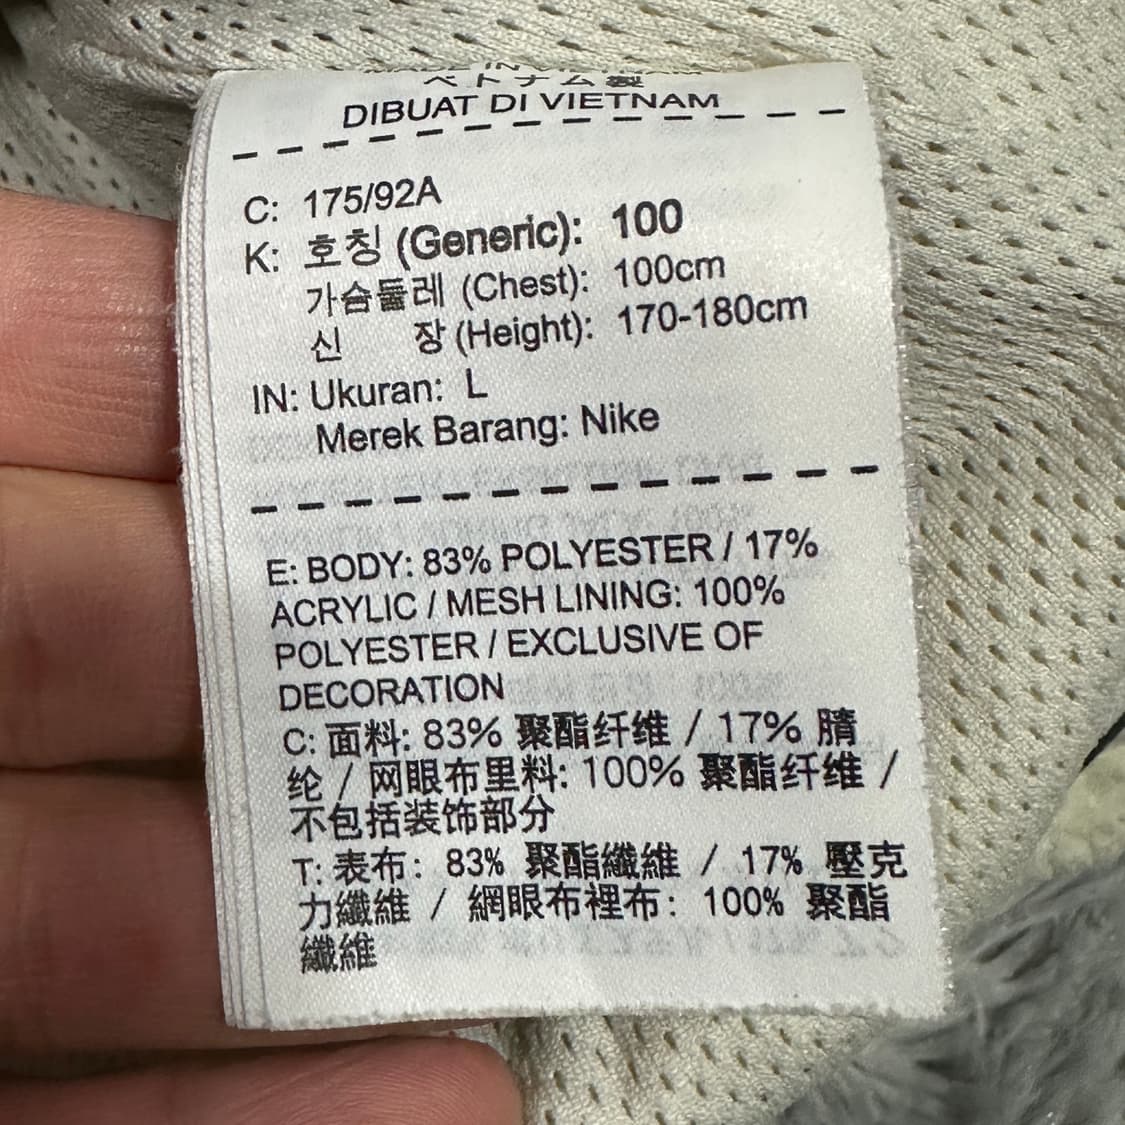 MADE IN VIETNAM
ベトナム製
DIBUAT DI VIETNAM
C: 175/92A
K: 호칭 (Generic): 100
가슴둘레 (Chest): 100cm
신 장 (Height): 170-180cm
IN: Ukuran: L
Merek Barang: Nike
E: BODY: 83% POLYESTER / 17%
ACRYLIC / MESH LINING: 100%
POLYESTER / EXCLUSIVE OF
DECORATION
C: 面料: 83% 聚酯纤维 / 17% 腈
纶 / 网眼布里料: 100% 聚酯纤维 /
不包括装饰部分
T: 表布: 83% 聚酯纖維 / 17% 壓克
力纖維 / 網眼布裡布: 100% 聚酯
纖維